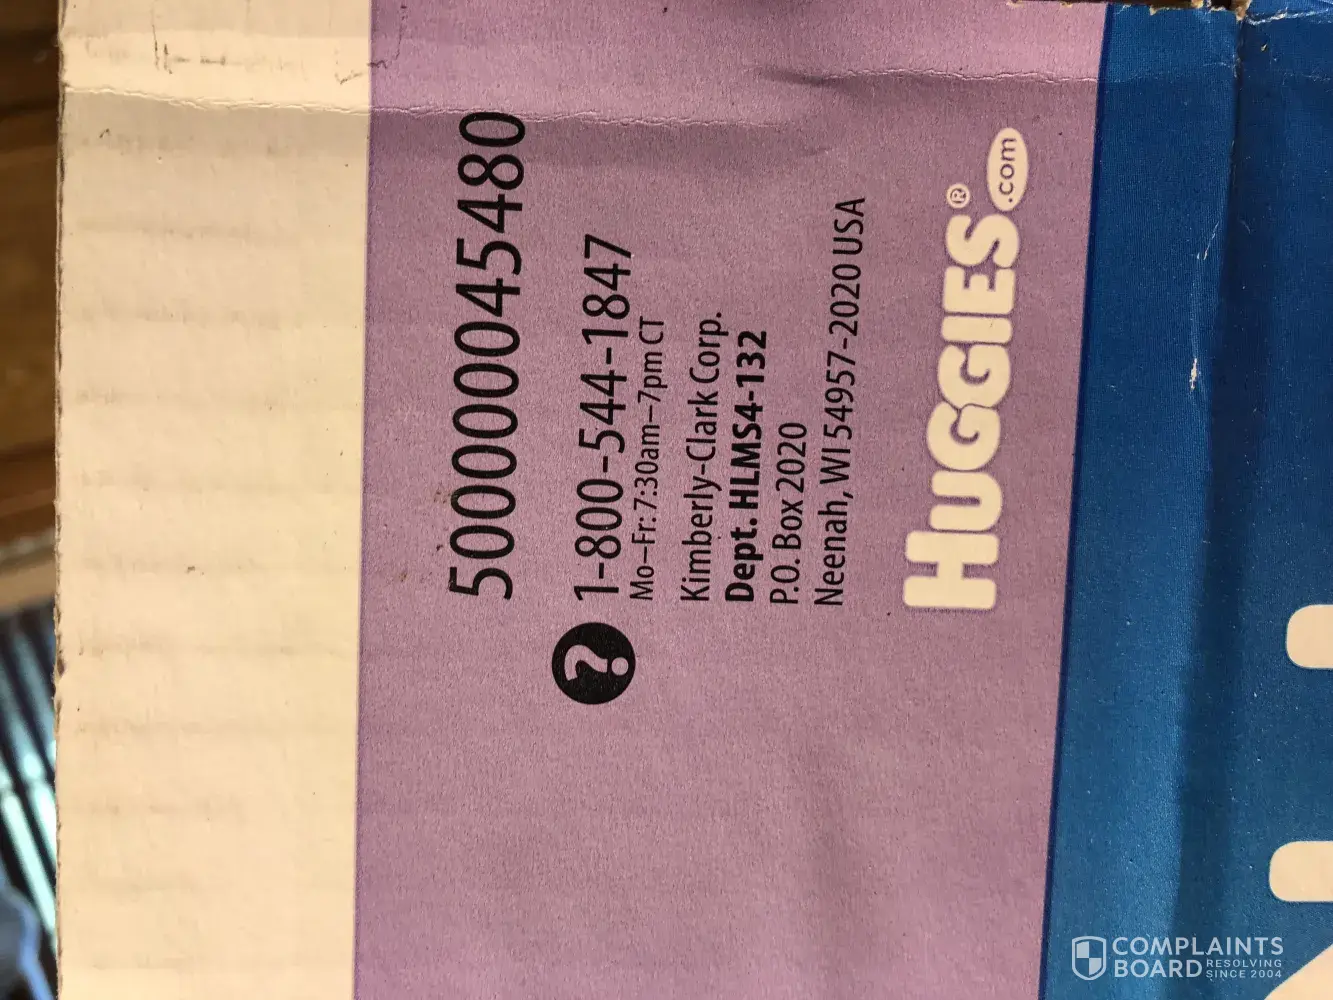 5000045480
1-800-544-1847
Mo–Fr: 7:30am–7pm CT
Kimberly-Clark Corp.
Dept. HLMS4-132
P.O. Box 2020
Neenah, WI 54957-2020 USA
HUGGIES®.com
COMPLAINTS
BOARD RESOLVING
SINCE 2004